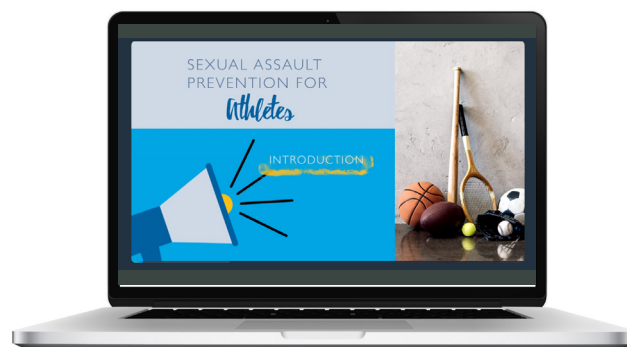 SEXUAL ASSAULT
PREVENTION FOR
Athletes
INTRODUCTION